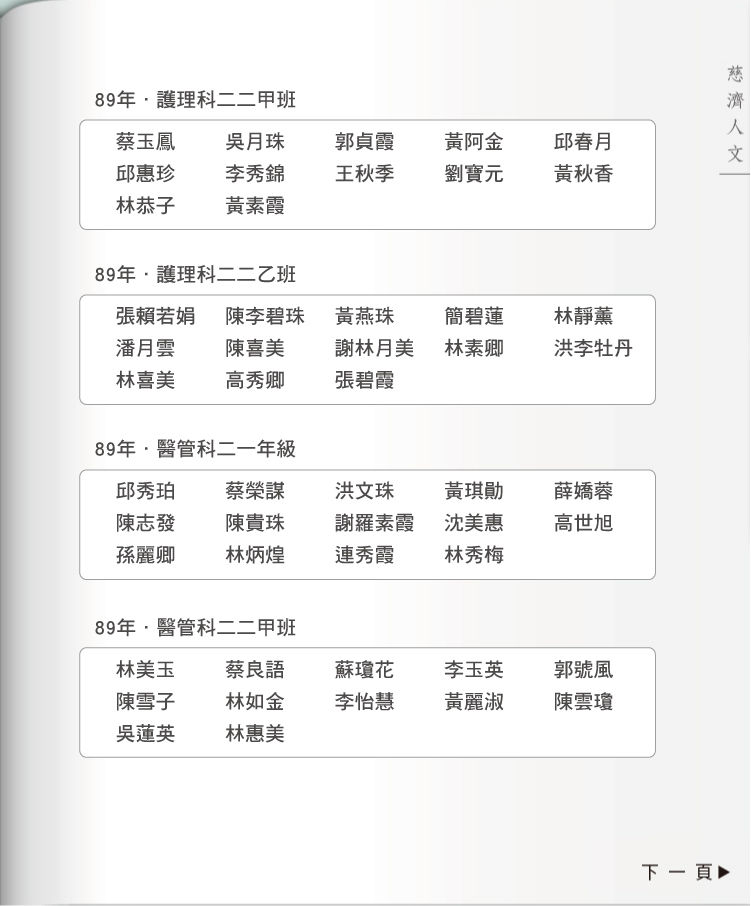 慈濟人文
89年．護理科二二甲班
蔡玉鳳 吳月珠 郭貞霞 黃阿金 邱春月
邱惠珍 李秀錦 王秋季 劉寶元 黃秋香
林恭子 黃素霞
89年．護理科二二乙班
張賴若娟 陳李碧珠 黃燕珠 簡碧蓮 林靜薰
潘月雲 陳喜美 謝林月美 林素卿 洪李牡丹
林喜美 高秀卿 張碧霞
89年．醫管科二一年級
邱秀珀 蔡榮謀 洪文珠 黃琪勛 薛嬌蓉
陳志發 陳貴珠 謝羅素霞 沈美惠 高世旭
孫麗卿 林炳煌 連秀霞 林秀梅
89年．醫管科二二甲班
林美玉 蔡良語 蘇瓊花 李玉英 郭號風
陳雪子 林如金 李怡慧 黃麗淑 陳雲瓊
吳蓮英 林惠美
下一頁▶